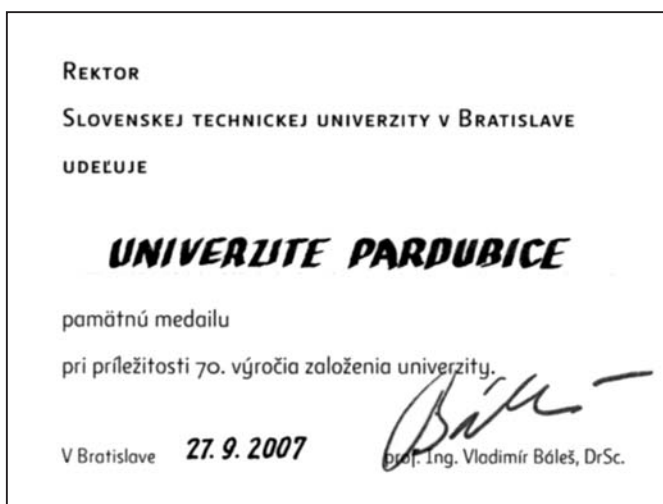 REKTOR
SLOVENSKEJ TECHNICKEJ UNIVERZITY V BRATISLAVE
UDEĽUJE
UNIVERZITE PARDUBICE
pamätnú medailu
pri príležitosti 70. výročia založenia univerzity.
V Bratislave 27. 9. 2007 prof. Ing. Vladimír Báleš, DrSc.